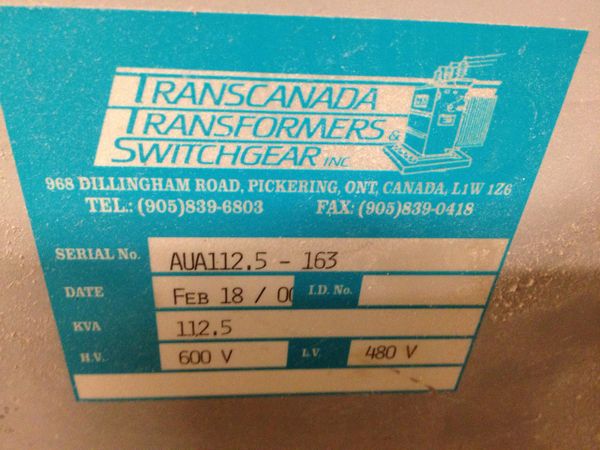 TRANSCANADA
TRANSFORMERS &
SWITCHGEAR INC
968 DILLINGHAM ROAD, PICKERING, ONT, CANADA, L1W 1Z6
TEL.: (905)839-6803 FAX: (905)839-0418
SERIAL No. AUA112.5 - 163
DATE FEB 18 / 00 I.D. No.
KVA 112.5
H.V. 600 V L.V. 480 V